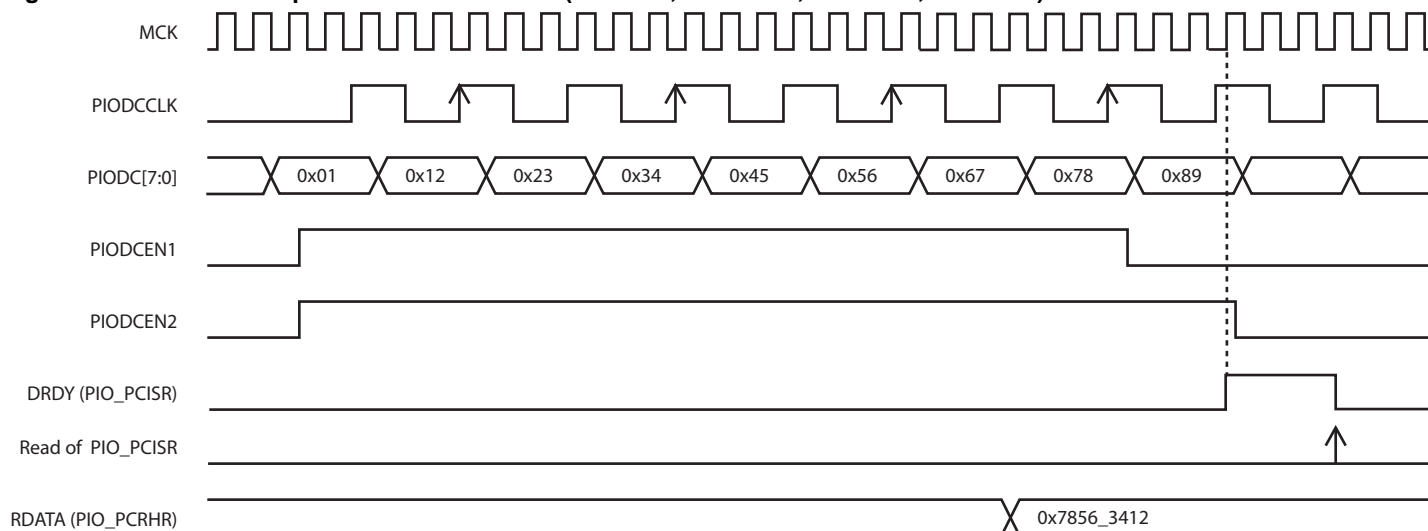 MCK
PIODCCLK
PIODC[7:0] 0x01 0x12 0x23 0x34 0x45 0x56 0x67 0x78 0x89
PIODCEN1
PIODCEN2
DRDY (PIO_PCISR)
Read of PIO_PCISR
RDATA (PIO_PCRHR) 0x7856_3412